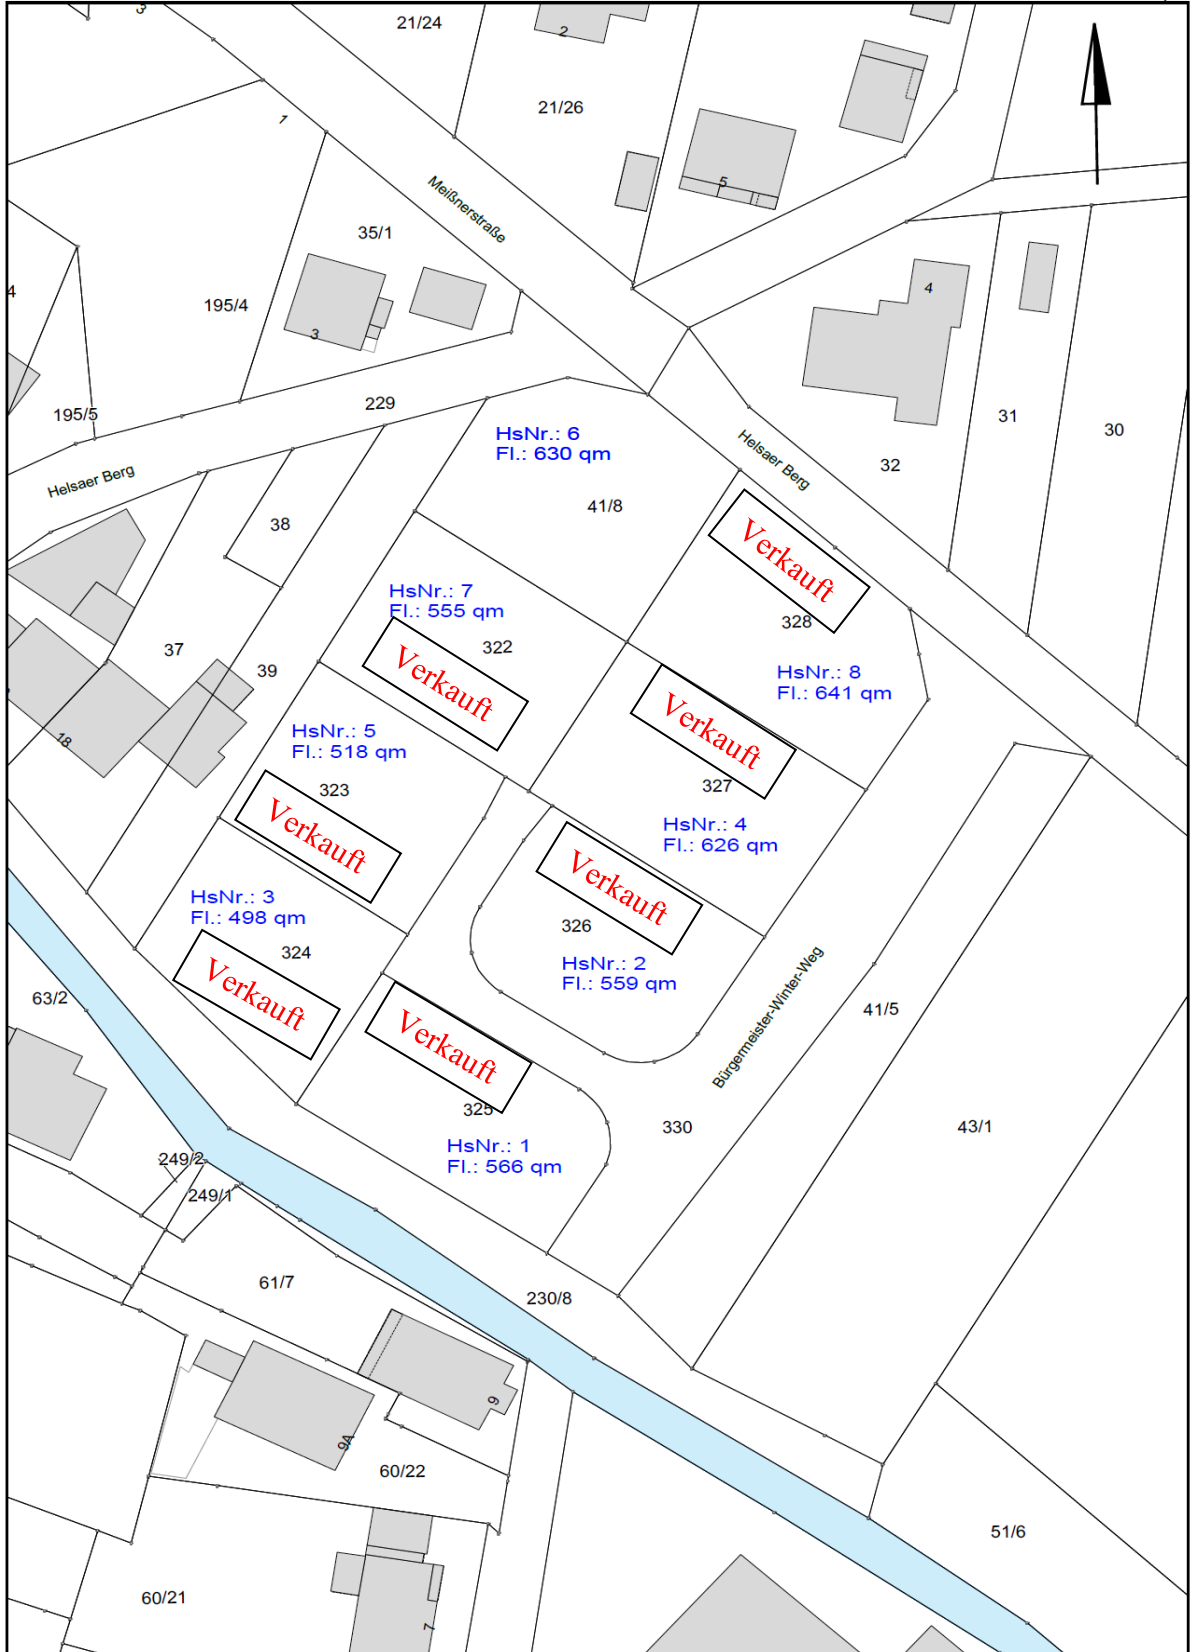 3
21/24
2
21/26
1
5
Meißnerstraße
35/1
4
4
195/4
3
195/5
229
31
30
HsNr.: 6
Fl.: 630 qm
Helsaer Berg
32
Helsaer Berg
41/8
38
Verkauft
HsNr.: 7
Fl.: 555 qm
328
322
37
39
Verkauft
HsNr.: 8
Fl.: 641 qm
Verkauft
18
HsNr.: 5
Fl.: 518 qm
323
327
Verkauft
HsNr.: 4
Fl.: 626 qm
Verkauft
HsNr.: 3
Fl.: 498 qm
326
324
HsNr.: 2
Fl.: 559 qm
Verkauft
63/2
Bürgermeister-Winter-Weg
41/5
Verkauft
325
330
43/1
HsNr.: 1
Fl.: 566 qm
249/2
249/1
61/7
230/8
9
9A
60/22
51/6
60/21
7